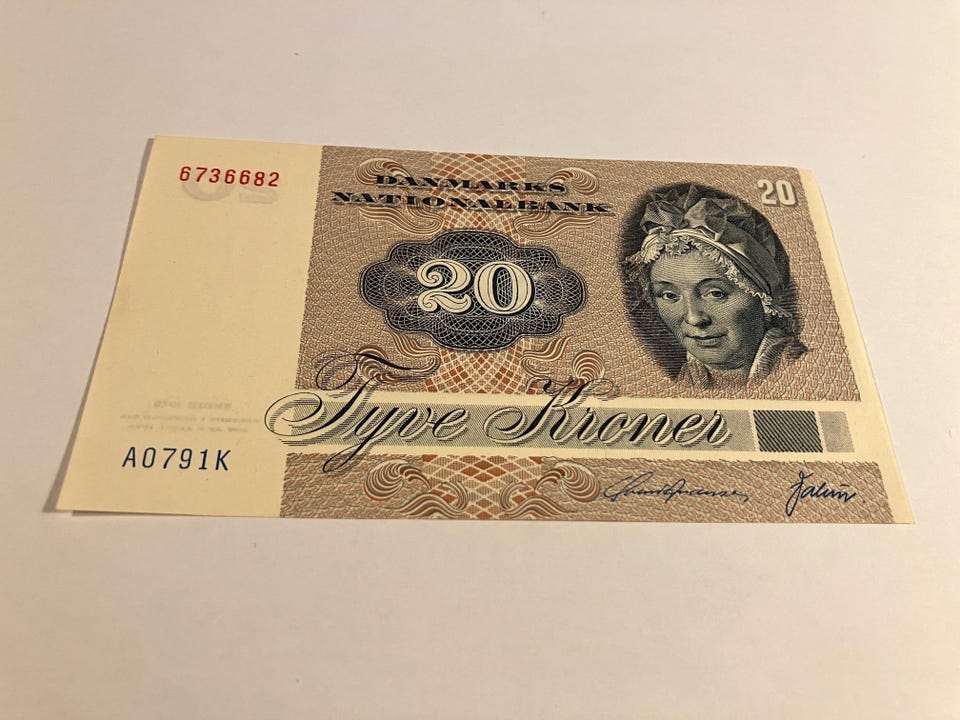 6736682
DANMARKS
NATIONALBANK
20
20
Tyve Kroner
A0791K